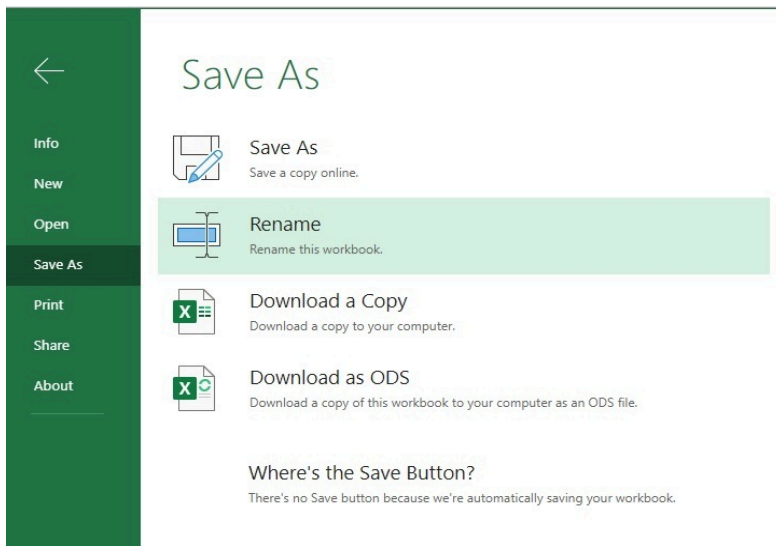 Save As
Info
New
Open
Save As
Print
Share
About
Save As
Save a copy online.
Rename
Rename this workbook.
Download a Copy
Download a copy to your computer.
Download as ODS
Download a copy of this workbook to your computer as an ODS file.
Where's the Save Button?
There's no Save button because we're automatically saving your workbook.